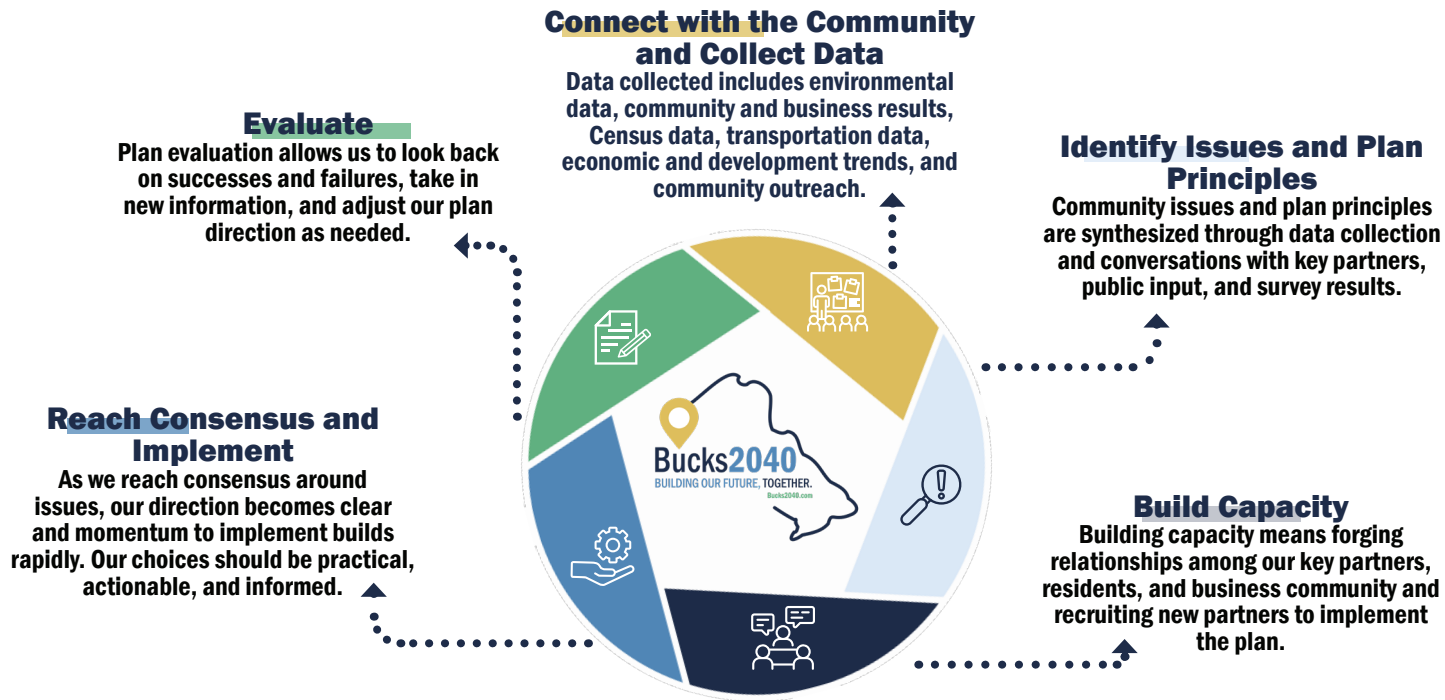 Connect with the Community
and Collect Data
Data collected includes environmental
data, community and business results,
Census data, transportation data,
economic and development trends, and
community outreach.
Evaluate
Plan evaluation allows us to look back
on successes and failures, take in
new information, and adjust our plan
direction as needed.
Identify Issues and Plan
Principles
Community issues and plan principles
are synthesized through data collection
and conversations with key partners,
public input, and survey results.
Reach Consensus and
Implement
As we reach consensus around
issues, our direction becomes clear
and momentum to implement builds
rapidly. Our choices should be practical,
actionable, and informed.
Bucks2040
BUILDING OUR FUTURE, TOGETHER.
Bucks2040.com
Build Capacity
Building capacity means forging
relationships among our key partners,
residents, and business community and
recruiting new partners to implement
the plan.